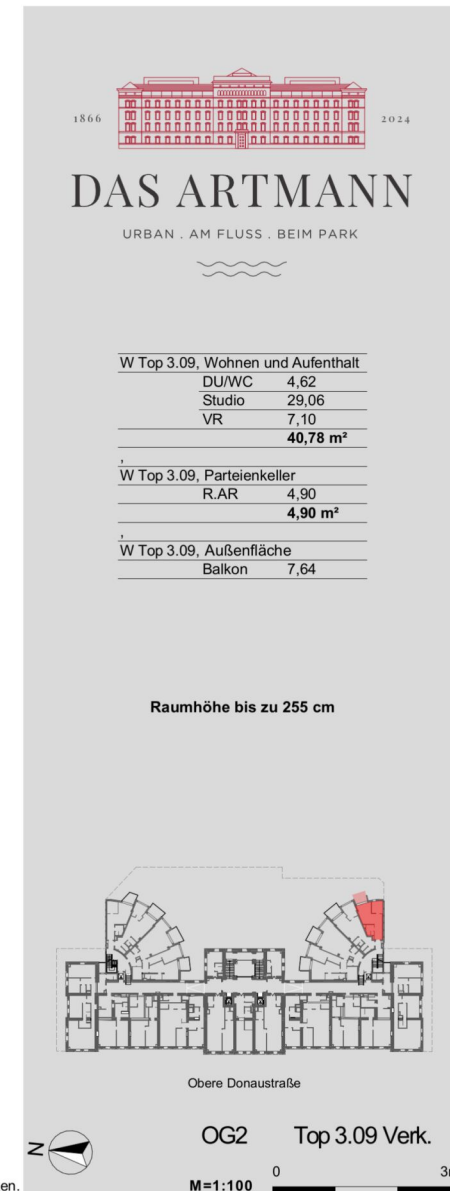 1866
2024
DAS ARTMANN
URBAN . AM FLUSS . BEIM PARK
W Top 3.09, Wohnen und Aufenthalt
DU/WC 4,62
Studio 29,06
VR 7,10
40,78 m²
,
W Top 3.09, Parteienkeller
R.AR 4,90
4,90 m²
,
W Top 3.09, Außenfläche
Balkon 7,64
Raumhöhe bis zu 255 cm
Obere Donaustraße
N
OG2 Top 3.09 Verk.
en.
M=1:100
0 3